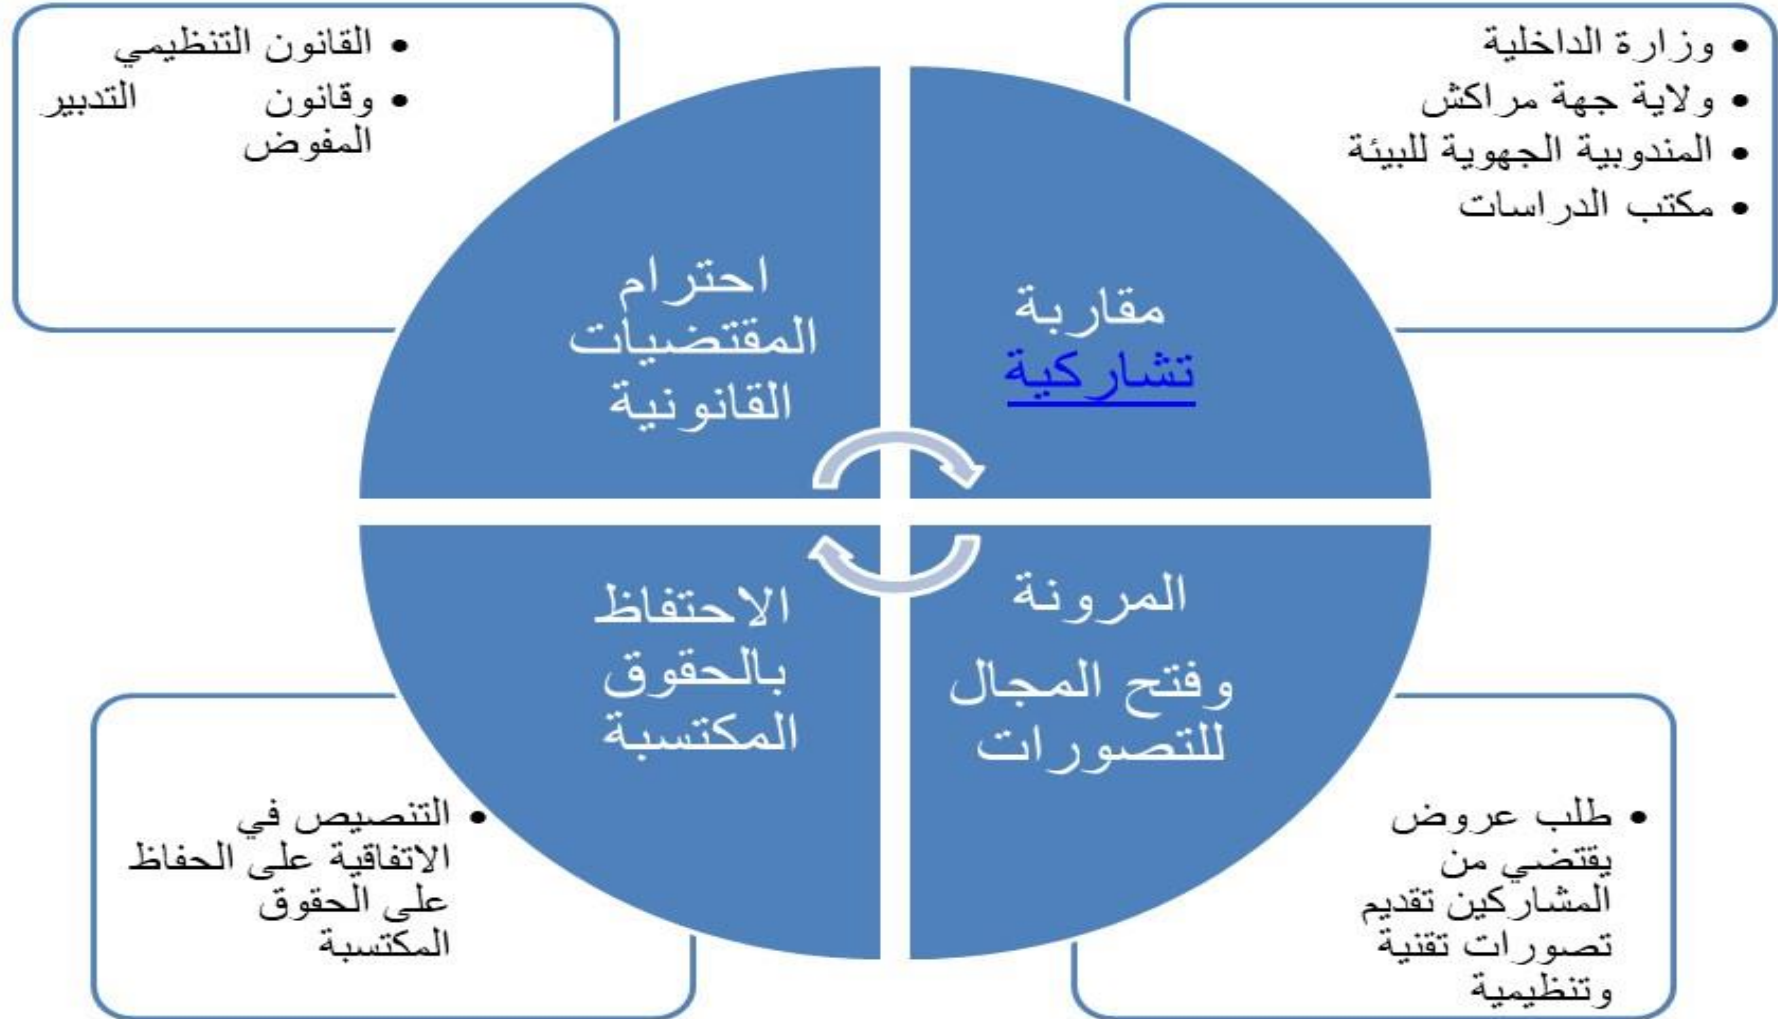 • وزارة الداخلية
• ولاية جهة مراكش
• المندوبية الجهوية للبيئة
• مكتب الدراسات
مقاربة
تشاركية
• القانون التنظيمي
• وقانون التدبير
المفوض
احترام
المقتضيات
القانونية
المرونة
وفتح المجال
للتصورات
• طلب عروض
يقتضي من
المشاركين تقديم
تصورات تقنية
وتنظيمية
الاحتفاظ
بالحقوق
المكتسبة
• التنصيص في
الاتفاقية على الحفاظ
على الحقوق
المكتسبة